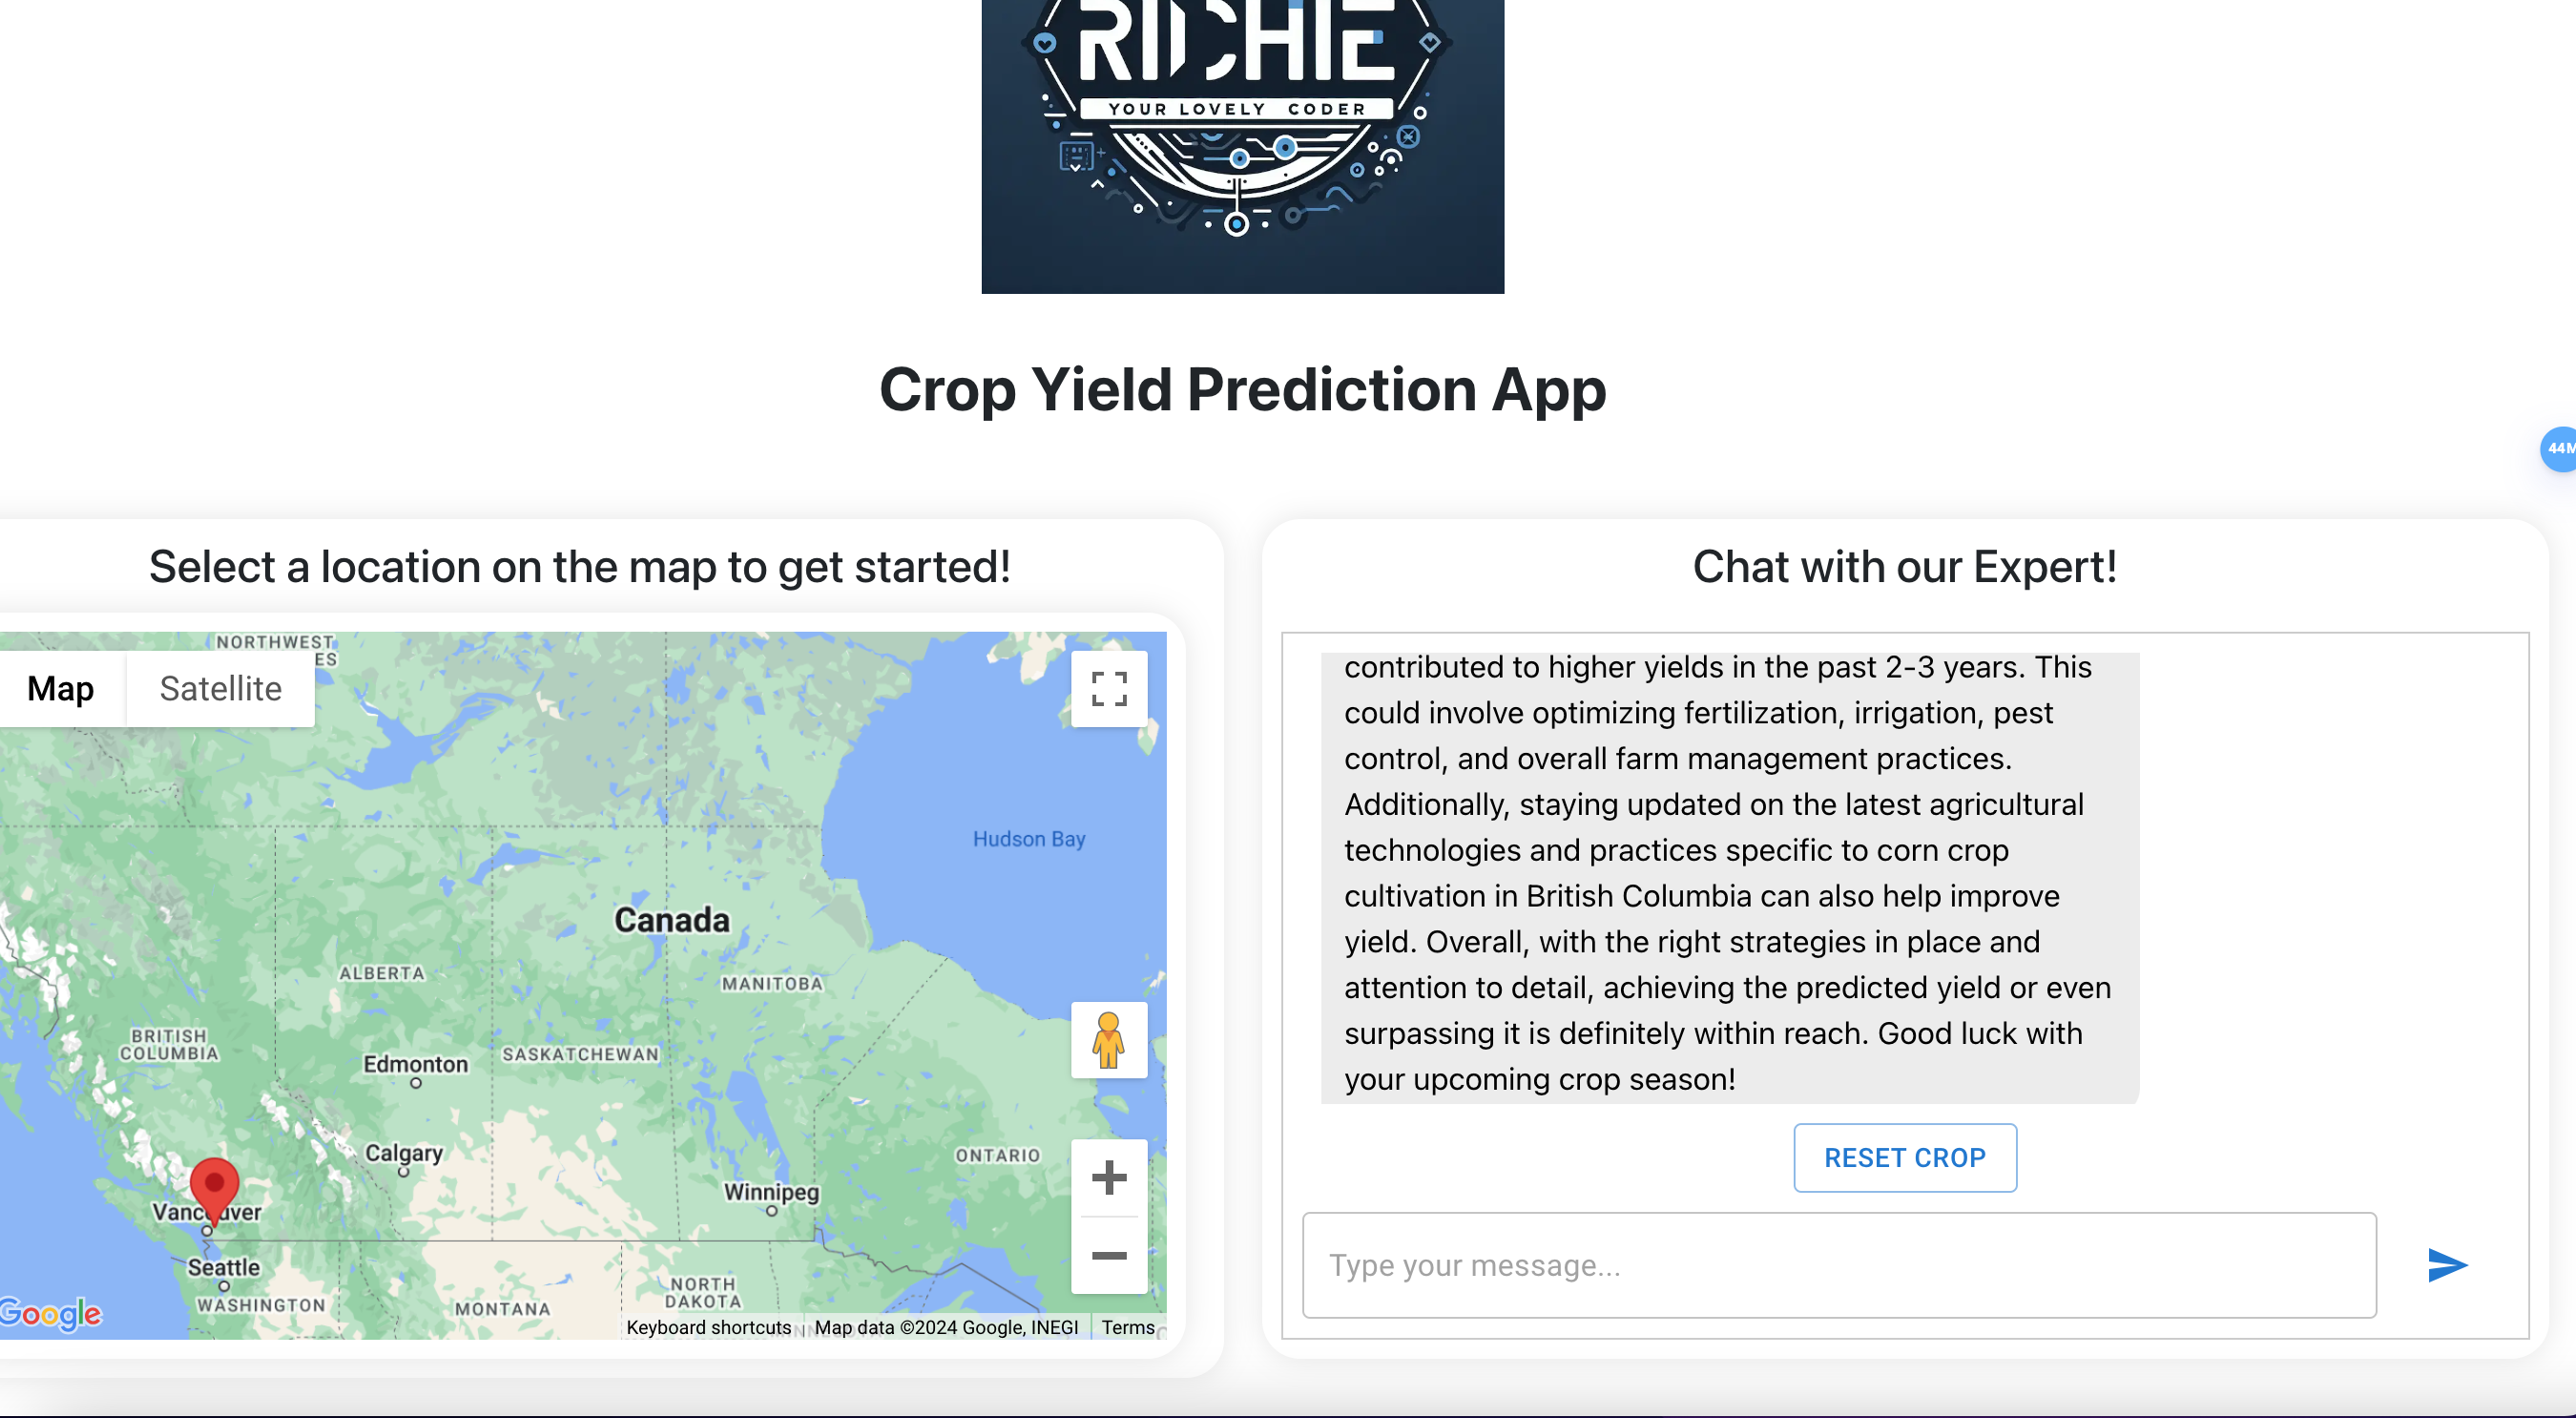 RICHIE
YOUR LOVELY CODER
Crop Yield Prediction App
44M
Select a location on the map to get started!
NORTHWEST
ES
Map
Satellite
Hudson Bay
Canada
ALBERTA
MANITOBA
BRITISH
COLUMBIA
Edmonton
SASKATCHEWAN
Calgary
ONTARIO
Winnipeg
Vancouver
Seattle
WASHINGTON
MONTANA
NORTH
DAKOTA
Google
Keyboard shortcuts
Map data ©2024 Google, INEGI
Terms
Chat with our Expert!
contributed to higher yields in the past 2-3 years. This
could involve optimizing fertilization, irrigation, pest
control, and overall farm management practices.
Additionally, staying updated on the latest agricultural
technologies and practices specific to corn crop
cultivation in British Columbia can also help improve
yield. Overall, with the right strategies in place and
attention to detail, achieving the predicted yield or even
surpassing it is definitely within reach. Good luck with
your upcoming crop season!
RESET CROP
Type your message...